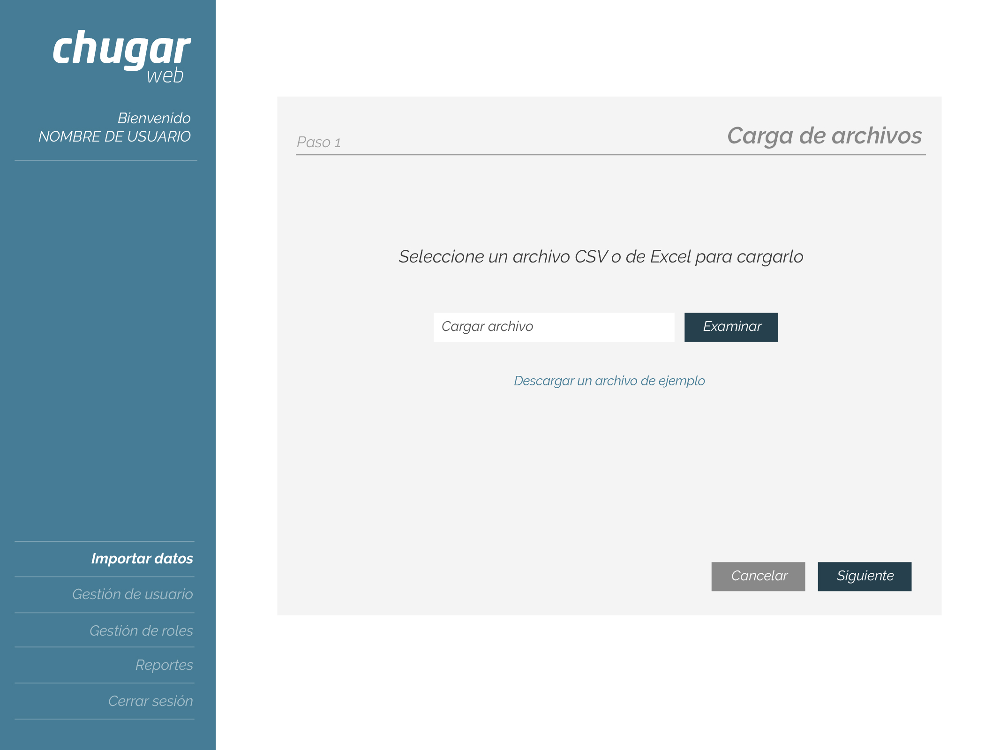 chugar
web
Bienvenido
NOMBRE DE USUARIO
Importar datos
Gestión de usuario
Gestión de roles
Reportes
Cerrar sesión
Paso 1
Carga de archivos
Seleccione un archivo CSV o de Excel para cargarlo
Cargar archivo
Examinar
Descargar un archivo de ejemplo
Cancelar
Siguiente